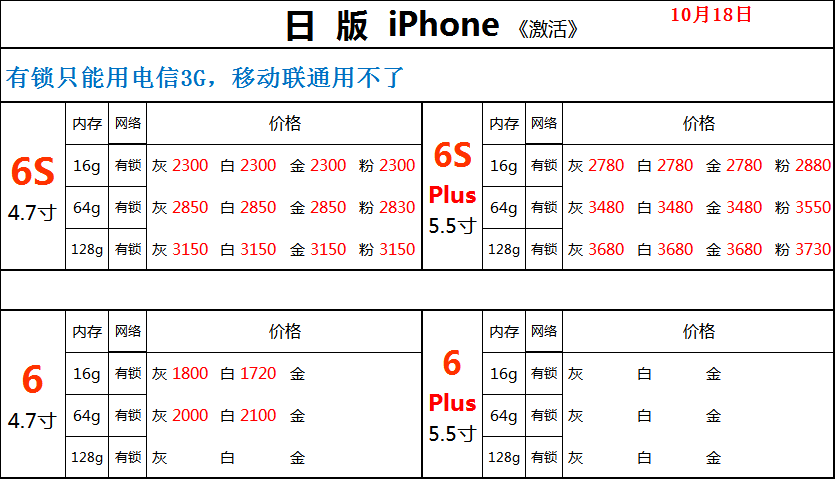 日 版 iPhone 《激活》 10月18日
有锁只能用电信3G，移动联通用不了
6S 4.7寸
内存 网络 价格
16g 有锁 灰 2300 白 2300 金 2300 粉 2300
64g 有锁 灰 2850 白 2850 金 2850 粉 2830
128g 有锁 灰 3150 白 3150 金 3150 粉 3150
6S Plus 5.5寸
内存 网络 价格
16g 有锁 灰 2780 白 2780 金 2780 粉 2880
64g 有锁 灰 3480 白 3480 金 3480 粉 3550
128g 有锁 灰 3680 白 3680 金 3680 粉 3730
6 4.7寸
内存 网络 价格
16g 有锁 灰 1800 白 1720 金
64g 有锁 灰 2000 白 2100 金
128g 有锁 灰 白 金
6 Plus 5.5寸
内存 网络 价格
16g 有锁 灰 白 金
64g 有锁 灰 白 金
128g 有锁 灰 白 金